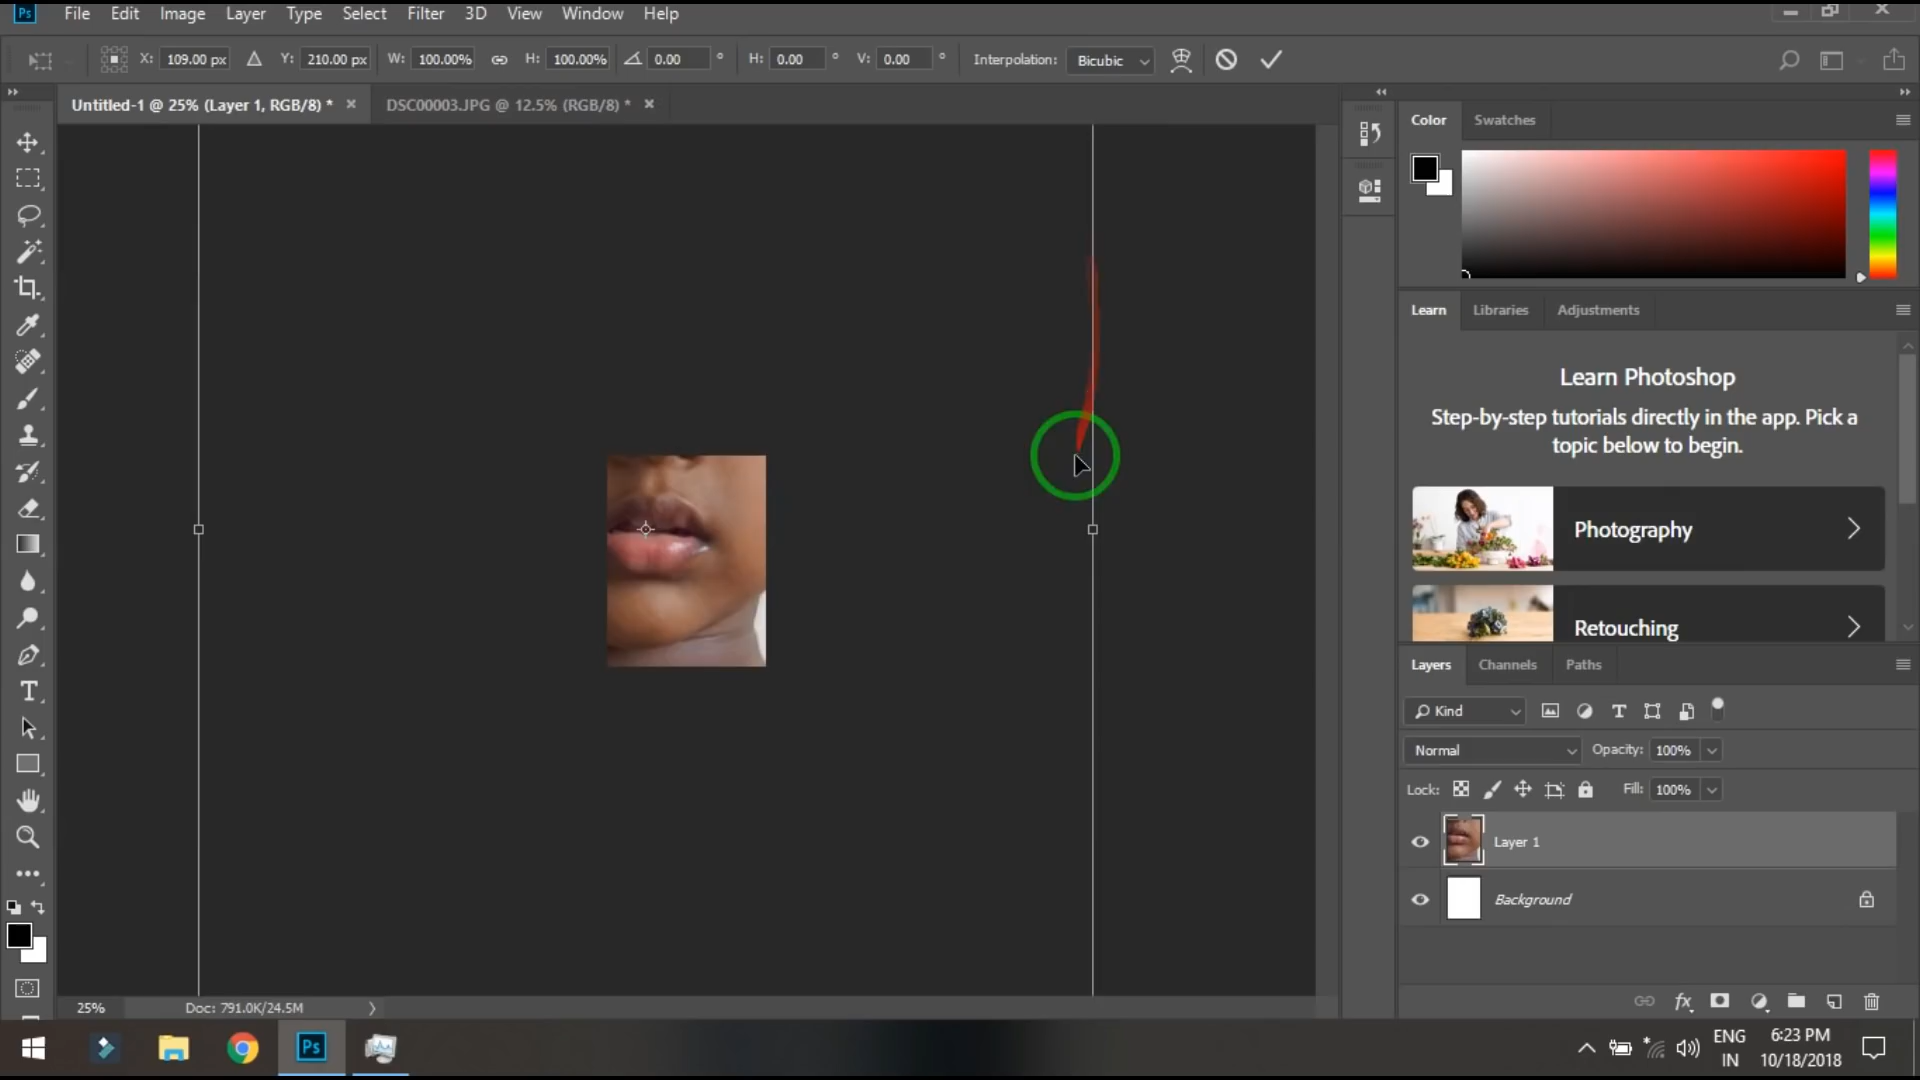 Ps File Edit Image Layer Type Select Filter 3D View Window Help
X: 109.00 px Y: 210.00 px W: 100.00% H: 100.00% 0.00 ° H: 0.00 ° V: 0.00 ° Interpolation: Bicubic
Untitled-1 @ 25% (Layer 1, RGB/8) * × DSC00003.JPG @ 12.5% (RGB/8) * ×
Color Swatches
Learn Libraries Adjustments
Learn Photoshop
Step-by-step tutorials directly in the app. Pick a
topic below to begin.
Photography
Retouching
Layers Channels Paths
Kind
Normal Opacity: 100%
Lock: Fill: 100%
Layer 1
Background
fx
25% Doc: 791.0K/24.5M
Ps
ENG
IN
6:23 PM
10/18/2018